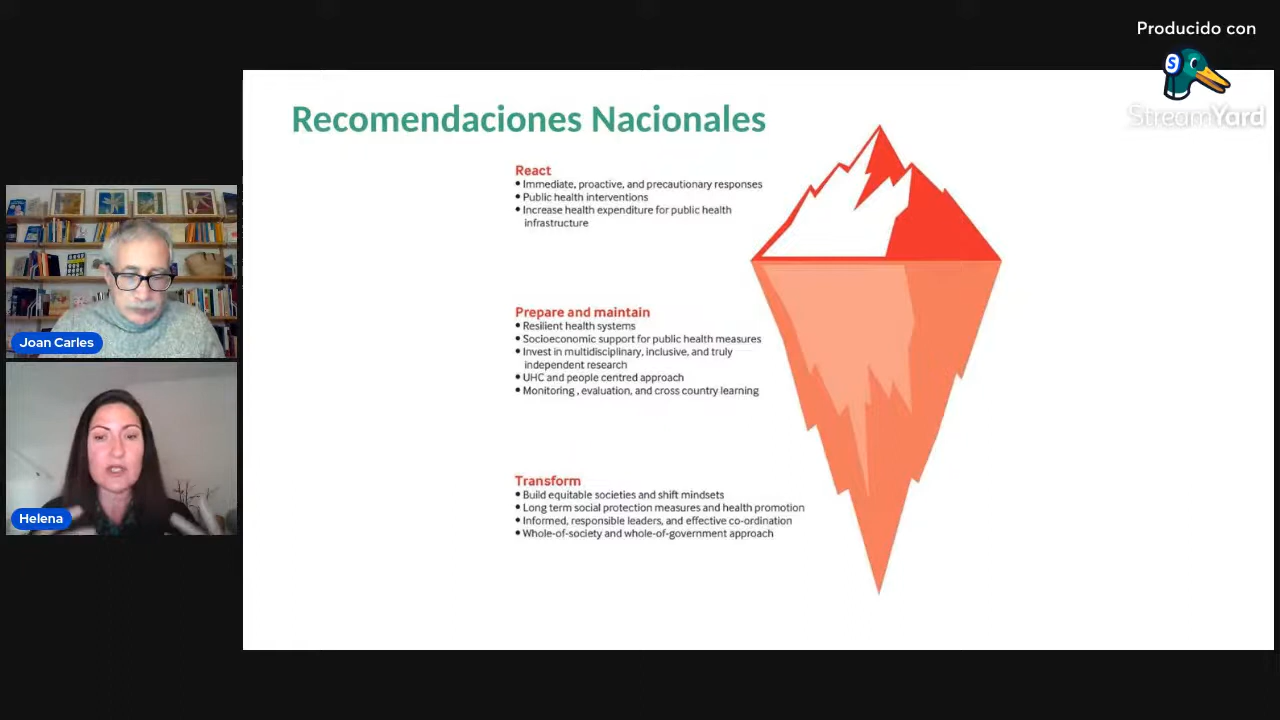 Producido con
StreamYard
Recomendaciones Nacionales
React
• Immediate, proactive, and precautionary responses
• Public health interventions
• Increase health expenditure for public health
infrastructure
Prepare and maintain
• Resilient health systems
• Socioeconomic support for public health measures
• Invest in multidisciplinary, inclusive, and truly
independent research
• UHC and people centred approach
• Monitoring , evaluation, and cross country learning
Transform
• Build equitable societies and shift mindsets
• Long term social protection measures and health promotion
• Informed, responsible leaders, and effective co-ordination
• Whole-of-society and whole-of-government approach
Joan Carles
Helena